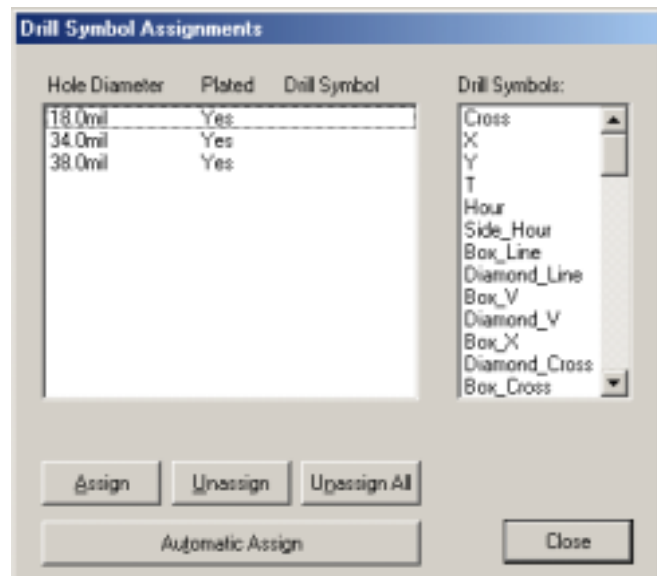 Drill Symbol Assignments
Hole Diameter Plated Drill Symbol
18.0mil Yes
34.0mil Yes
38.0mil Yes
Drill Symbols:
Cross
X
Y
T
Hour
Side_Hour
Box_Line
Diamond_Line
Box_V
Diamond_V
Box_X
Diamond_Cross
Box_Cross
Assign Unassign Unassign All
Automatic Assign
Close